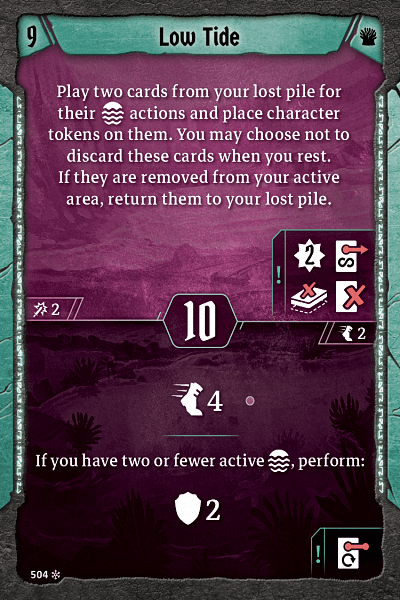 9
Low Tide
Play two cards from your lost pile for
their actions and place character
tokens on them. You may choose not to
discard these cards when you rest.
If they are removed from your active
area, return them to your lost pile.
! 2
2
10
2
4
If you have two or fewer active , perform:
2
!
504